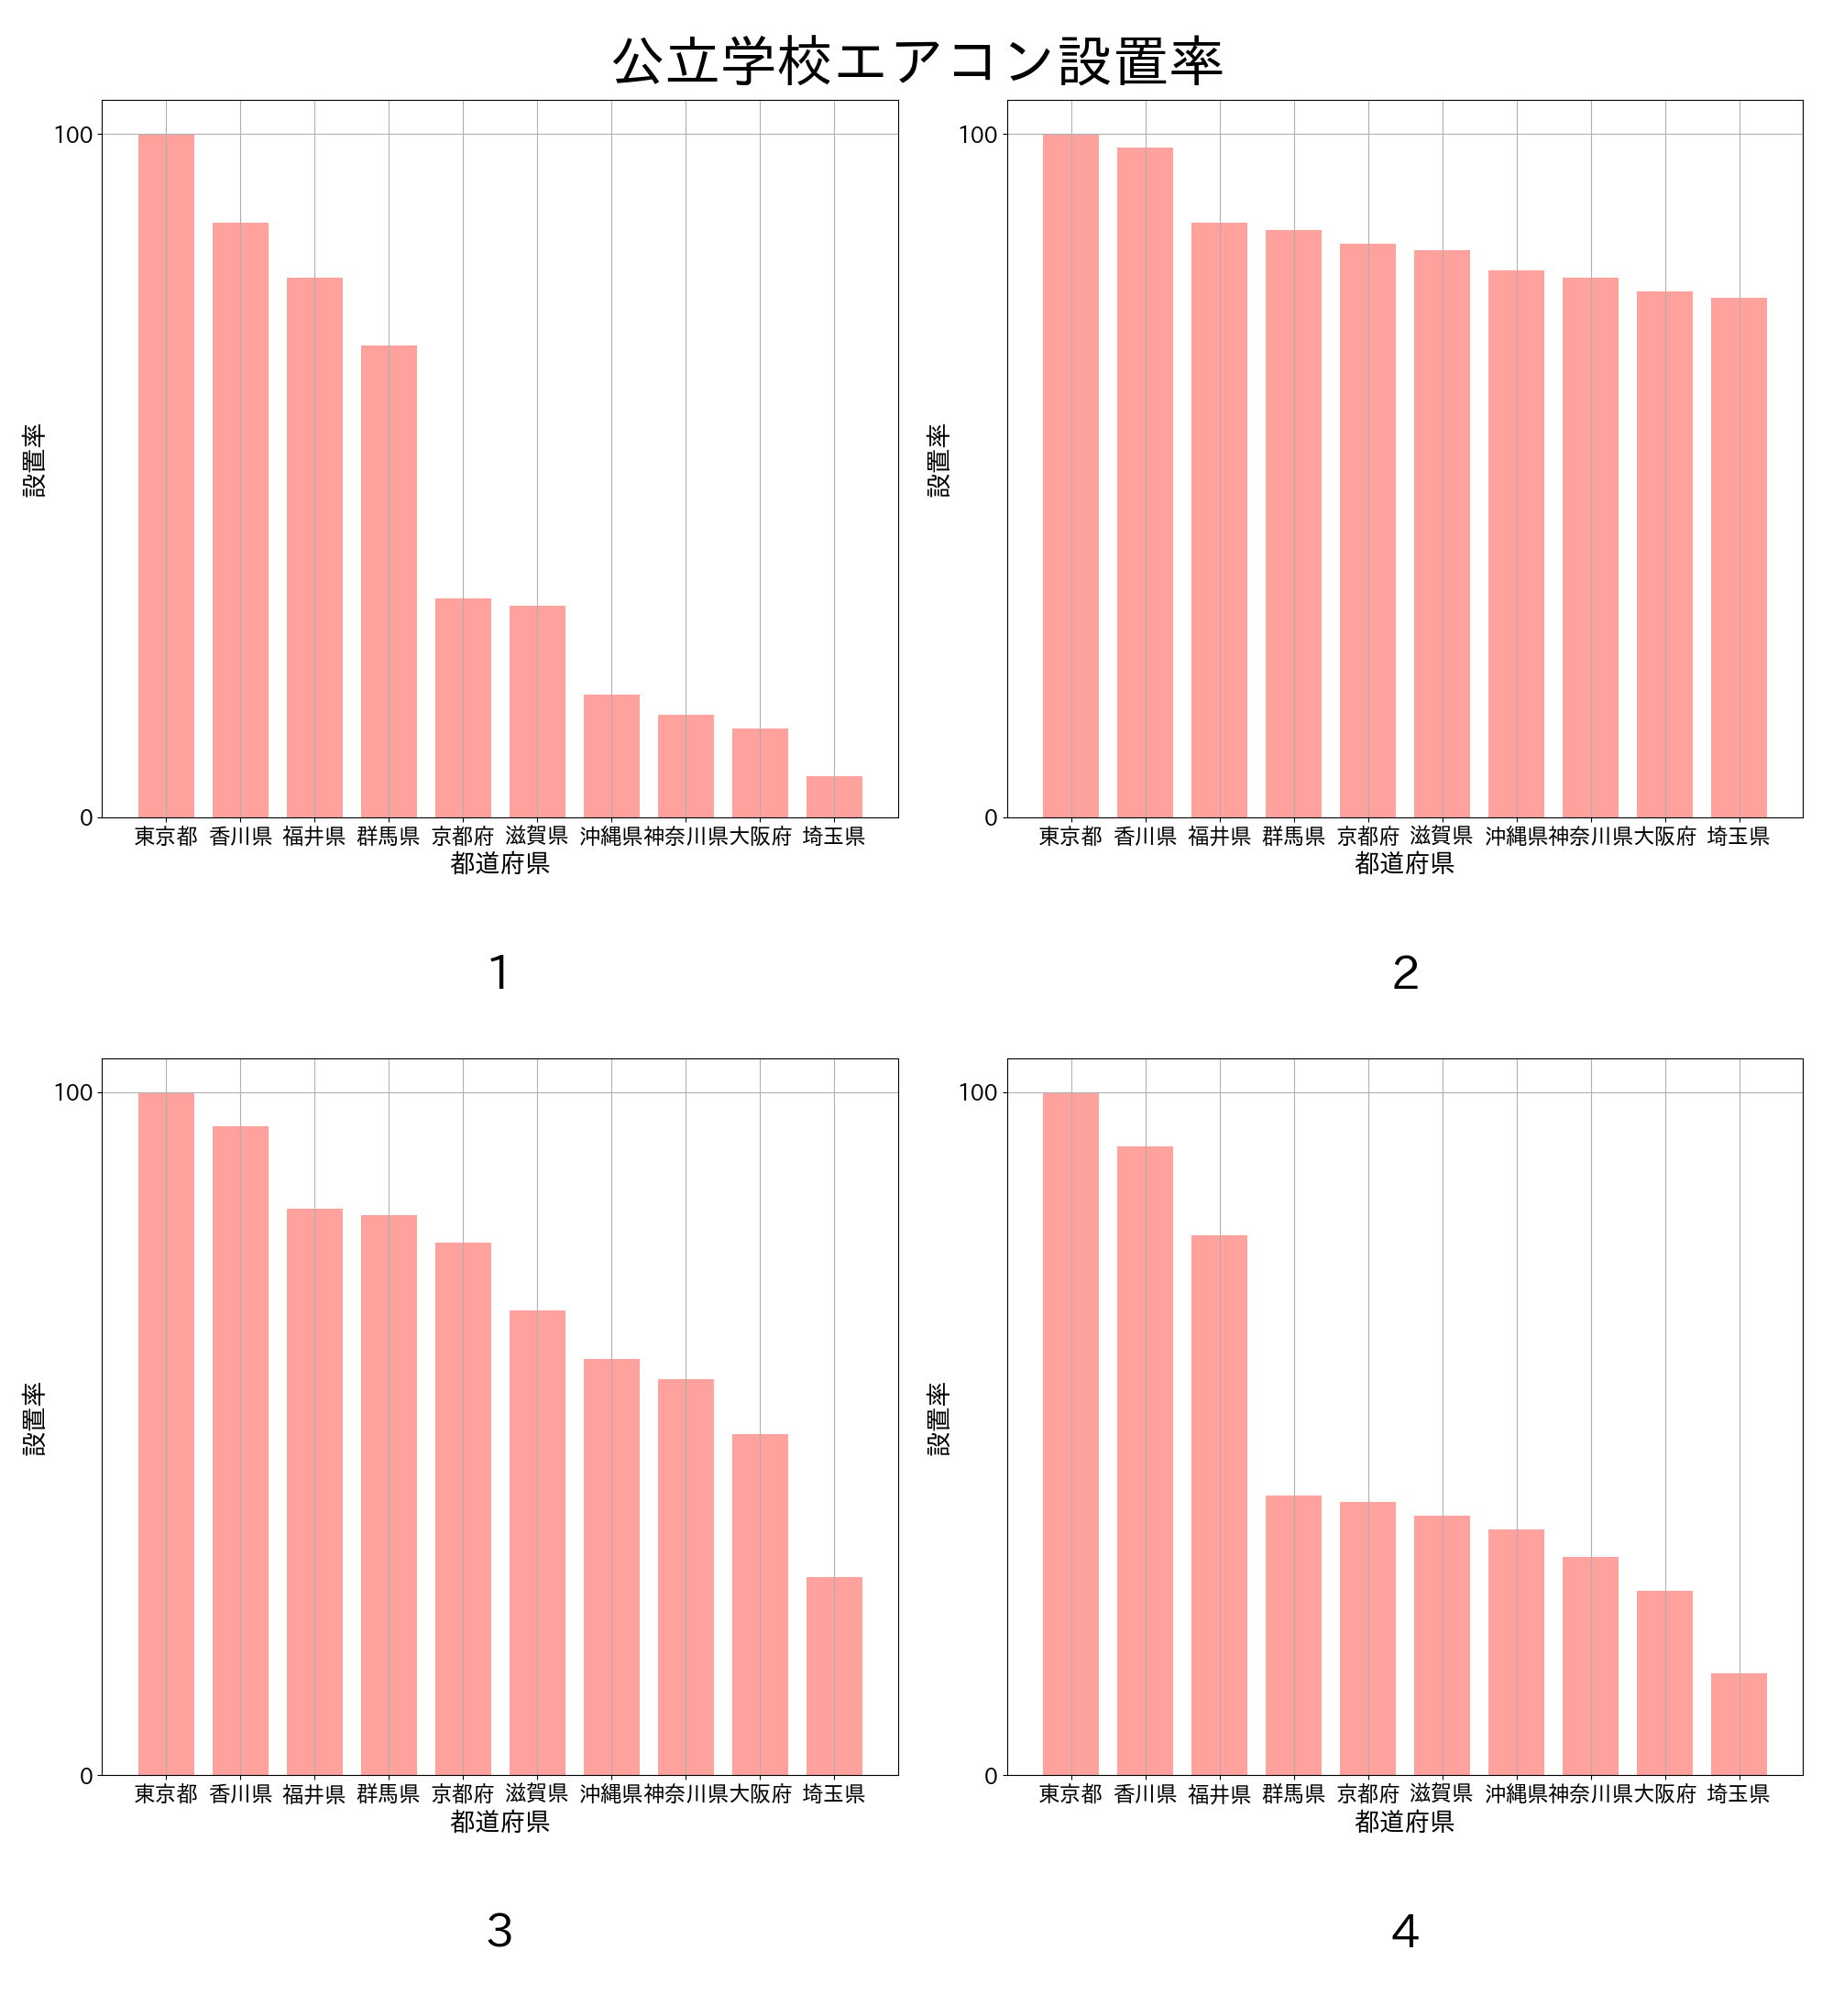 公立学校エアコン設置率
100
0
設置率
東京都 香川県 福井県 群馬県 京都府 滋賀県 沖縄県 神奈川県 大阪府 埼玉県
都道府県
1
100
0
設置率
東京都 香川県 福井県 群馬県 京都府 滋賀県 沖縄県 神奈川県 大阪府 埼玉県
都道府県
2
100
0
設置率
東京都 香川県 福井県 群馬県 京都府 滋賀県 沖縄県 神奈川県 大阪府 埼玉県
都道府県
3
100
0
設置率
東京都 香川県 福井県 群馬県 京都府 滋賀県 沖縄県 神奈川県 大阪府 埼玉県
都道府県
4